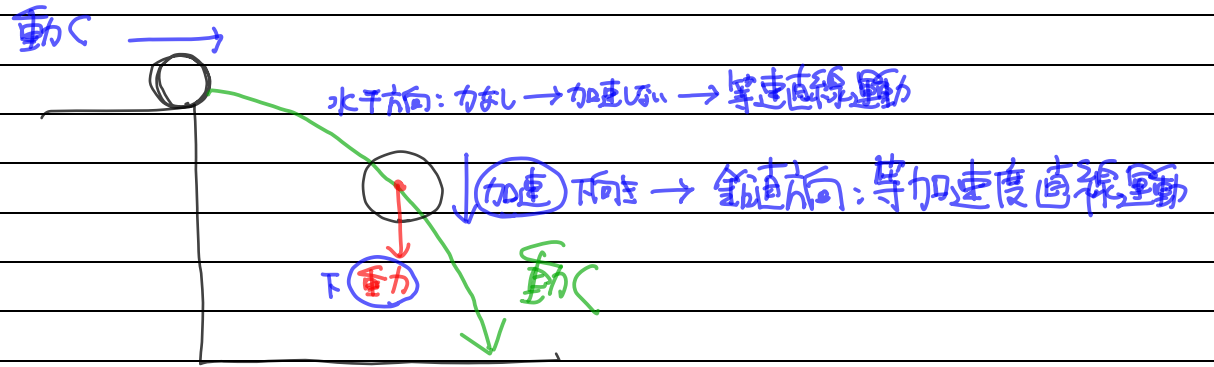 動く →
水平方向：力なし → 加速しない → 等速直線運動
加速 下向き → 鉛直方向：等加速度直線運動
下 重力
動く